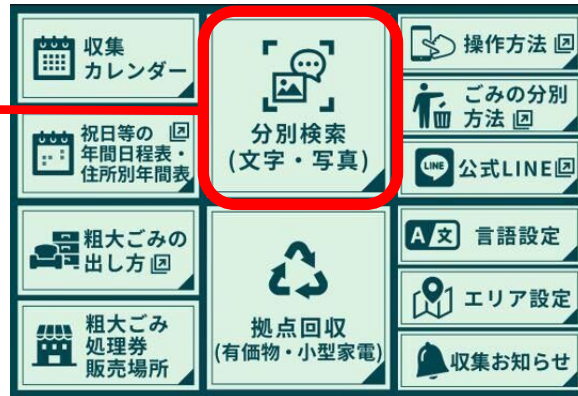 収集
カレンダー
祝日等の
年間日程表・
住所別年間表
粗大ごみの
出し方
粗大ごみ
処理券
販売場所
分別検索
(文字・写真)
拠点回収
(有価物・小型家電)
操作方法
ごみの分別
方法
LINE
公式LINE
A文
言語設定
エリア設定
収集お知らせ